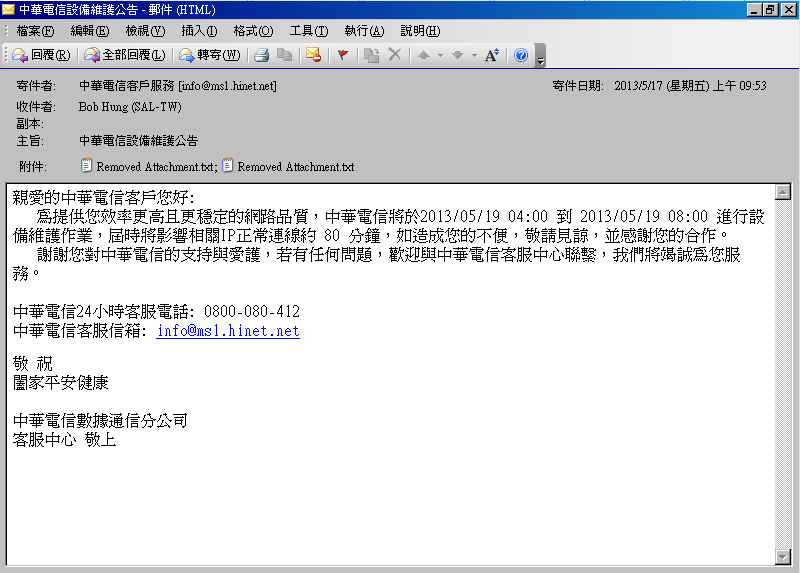 中華電信設備維護公告 - 郵件 (HTML)
檔案(F) 編輯(E) 檢視(V) 插入(I) 格式(O) 工具(T) 執行(A) 說明(H)
回覆(R) 全部回覆(L) 轉寄(W)
寄件者: 中華電信客戶服務 [info@ms1.hinet.net] 寄件日期: 2013/5/17 (星期五) 上午 09:53
收件者: Bob Hung (SAL-TW)
副本:
主旨: 中華電信設備維護公告
附件: Removed Attachment.txt; Removed Attachment.txt
親愛的中華電信客戶您好:
為提供您效率更高且更穩定的網路品質，中華電信將於2013/05/19 04:00 到 2013/05/19 08:00 進行設
備維護作業，屆時將影響相關IP正常連線約 80 分鐘，如造成您的不便，敬請見諒，並感謝您的合作。
謝謝您對中華電信的支持與愛護，若有任何問題，歡迎與中華電信客服中心聯繫，我們將竭誠為您服
務。
中華電信24小時客服電話: 0800-080-412
中華電信客服信箱: info@ms1.hinet.net
敬 祝
闔家平安健康
中華電信數據通信分公司
客服中心 敬上